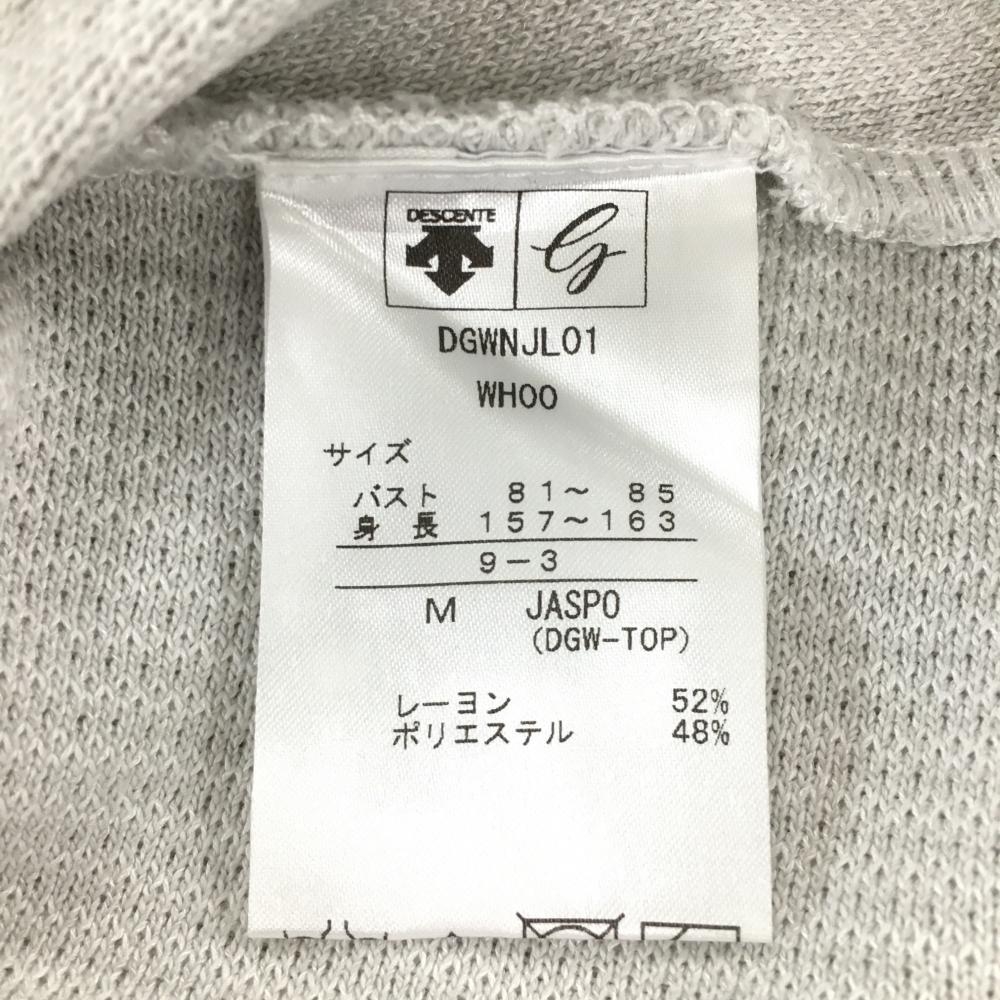 DESCENTE
G
DGWNJL01
WH00
サイズ
バスト 81～ 85
身長 157～163
9－3
M JASPO
(DGW-TOP)
レーヨン 52%
ポリエステル 48%